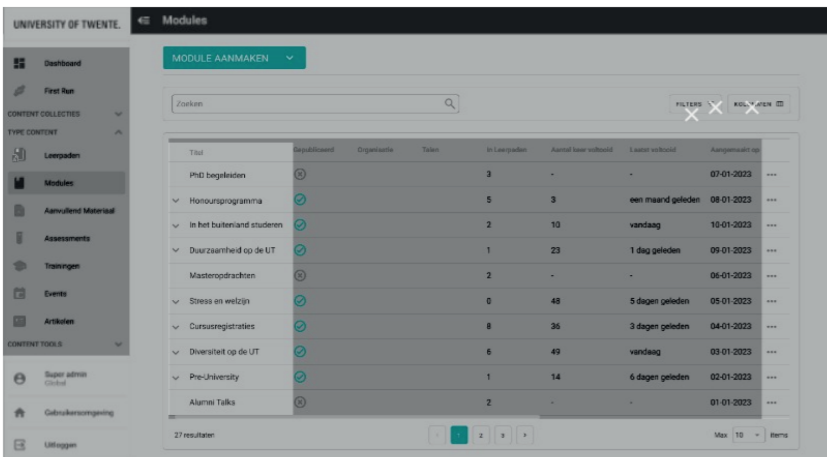 UNIVERSITY OF TWENTE.
Modules
Dashboard
First Run
CONTENT COLLECTIES
TYPE CONTENT
Leerpaden
Modules
Aanvullend Materiaal
Assessments
Trainingen
Events
Artikelen
CONTENT TOOLS
Super admin
Global
Gebruikersomgeving
Uitloggen
MODULE AANMAKEN
Zoeken
FILTERS
Titel Gepubliceerd Organisatie Talen In Leerpaden Aantal keer voltooid Laatst voltooid Aangemaakt op
PhD begeleiden 3 - - 07-01-2023 ...
Honoursprogramma 5 3 een maand geleden 08-01-2023 ...
In het buitenland studeren 2 10 vandaag 10-01-2023 ...
Duurzaamheid op de UT 1 23 1 dag geleden 09-01-2023 ...
Masteropdrachten 2 - - 06-01-2023 ...
Stress en welzijn 0 48 5 dagen geleden 05-01-2023 ...
Cursusregistraties 8 36 3 dagen geleden 04-01-2023 ...
Diversiteit op de UT 6 49 vandaag 03-01-2023 ...
Pre-University 1 14 6 dagen geleden 02-01-2023 ...
Alumni Talks 2 - - 01-01-2023 ...
27 resultaten 1 2 3 Max 10 items